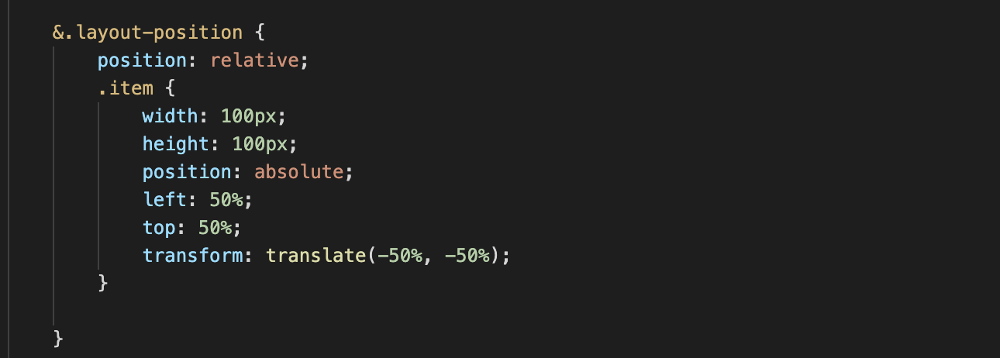 &.layout-position {
position: relative;
.item {
width: 100px;
height: 100px;
position: absolute;
left: 50%;
top: 50%;
transform: translate(-50%, -50%);
}
}